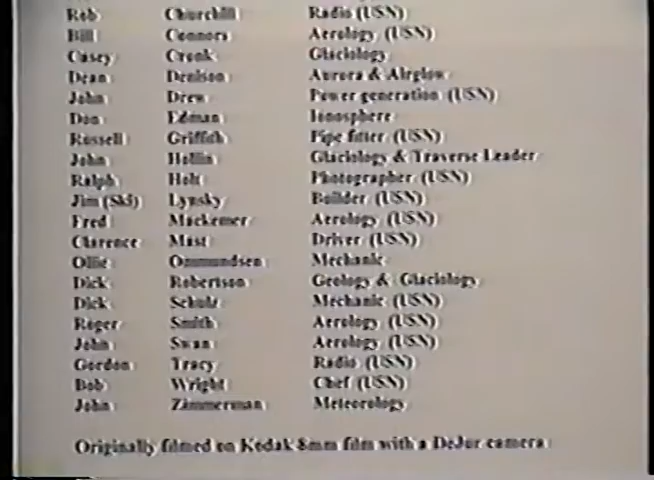 Rob Churchill Radio (USN)
Bill Connors Aerology (USN)
Casey Cronk Glaciology
Dean Denison Aurora & Airglow
John Drew Power generation (USN)
Don Edman Ionosphere
Russell Griffith Pipe fitter (USN)
John Hollin Glaciology & Traverse Leader
Ralph Holt Photographer (USN)
Jim (Ski) Lynsky Builder (USN)
Fred Mackemer Aerology (USN)
Clarence Mast Driver (USN)
Ollie Ommundsen Mechanic
Dick Robertson Geology & Glaciology
Dick Schulz Mechanic (USN)
Roger Smith Aerology (USN)
John Swan Aerology (USN)
Gordon Tracy Radio (USN)
Bob Wright Chef (USN)
John Zimmerman Meteorology
Originally filmed on Kodak 8mm film with a DeJur camera